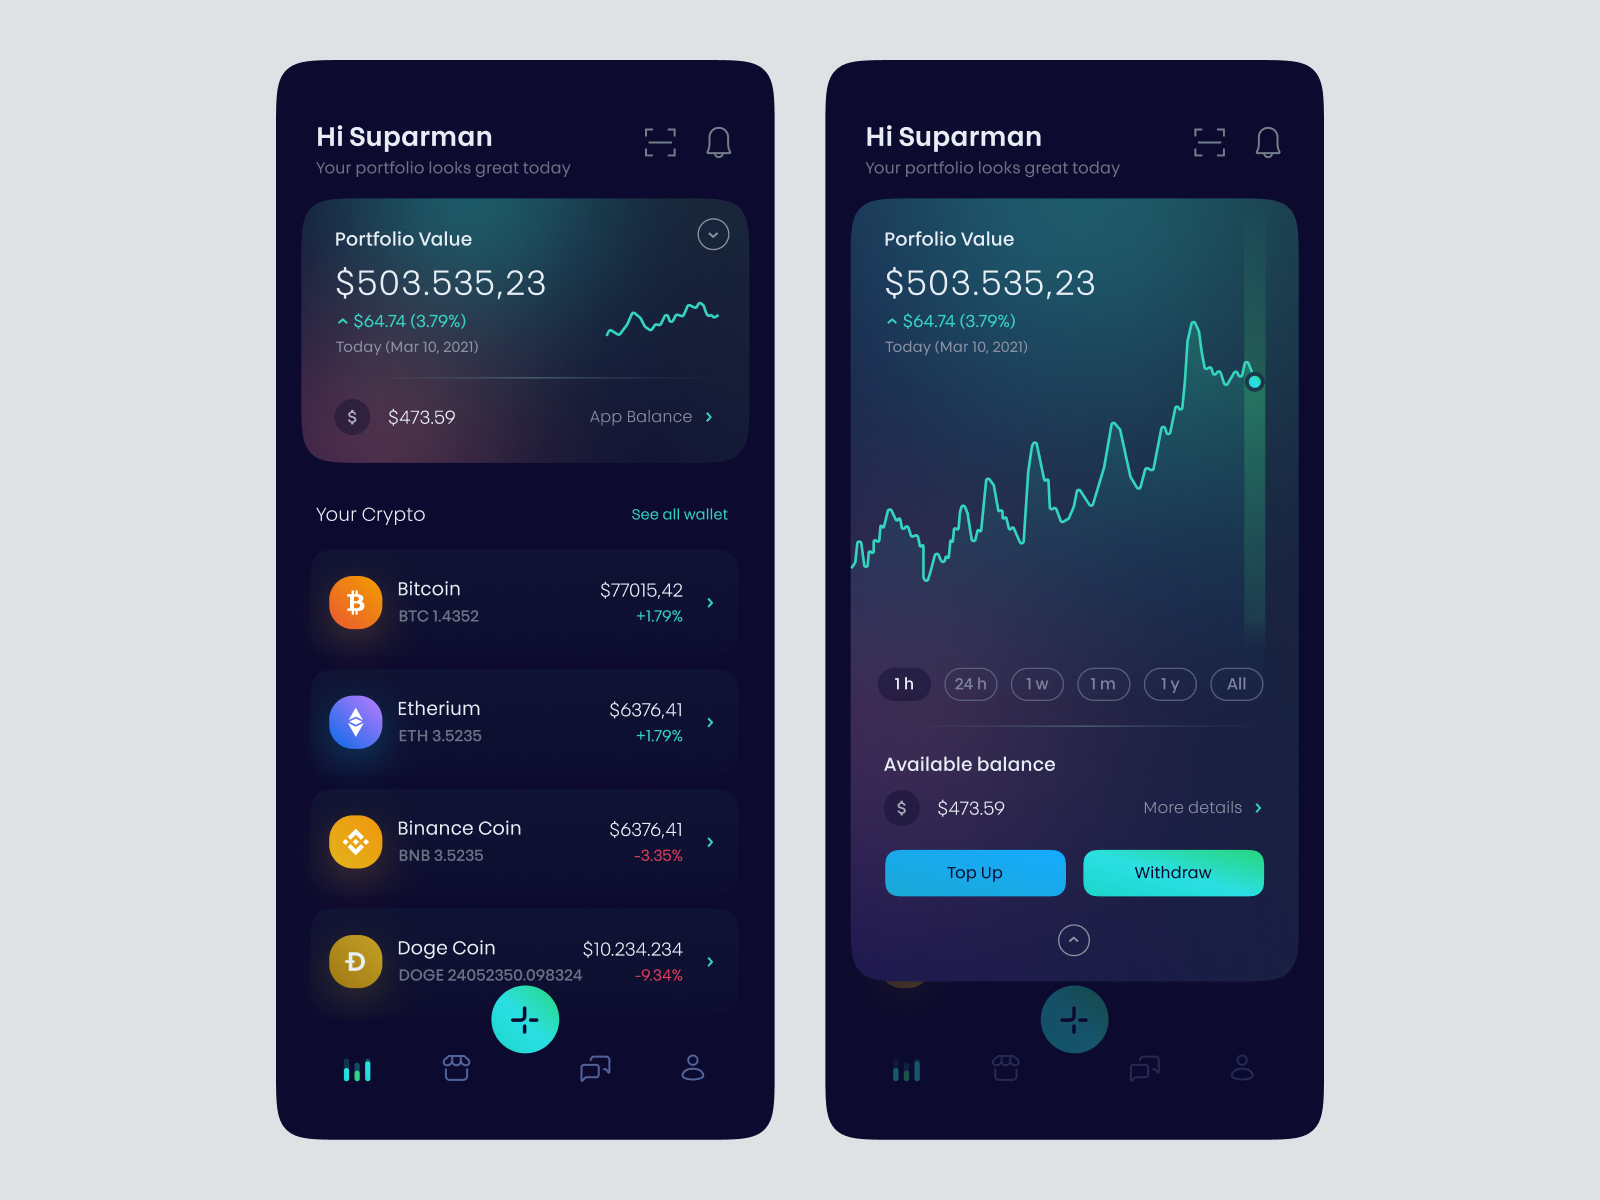 Hi Suparman
Your portfolio looks great today
Portfolio Value
$503.535,23
$64.74 (3.79%)
Today (Mar 10, 2021)
$ $473.59 App Balance
Your Crypto See all wallet
Bitcoin $77015,42
BTC 1.4352 +1.79%
Etherium $6376,41
ETH 3.5235 +1.79%
Binance Coin $6376,41
BNB 3.5235 -3.35%
Doge Coin $10.234.234
DOGE 24052350.098324 -9.34%
Hi Suparman
Your portfolio looks great today
Porfolio Value
$503.535,23
$64.74 (3.79%)
Today (Mar 10, 2021)
1 h 24 h 1 w 1 m 1 y All
Available balance
$ $473.59 More details
Top Up Withdraw